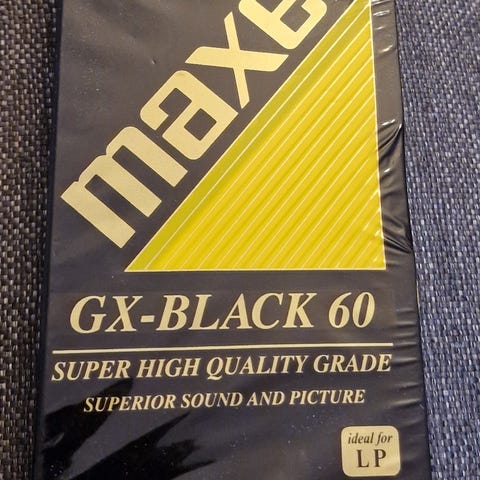 maxe
GX-BLACK 60
SUPER HIGH QUALITY GRADE
SUPERIOR SOUND AND PICTURE
ideal for
LP